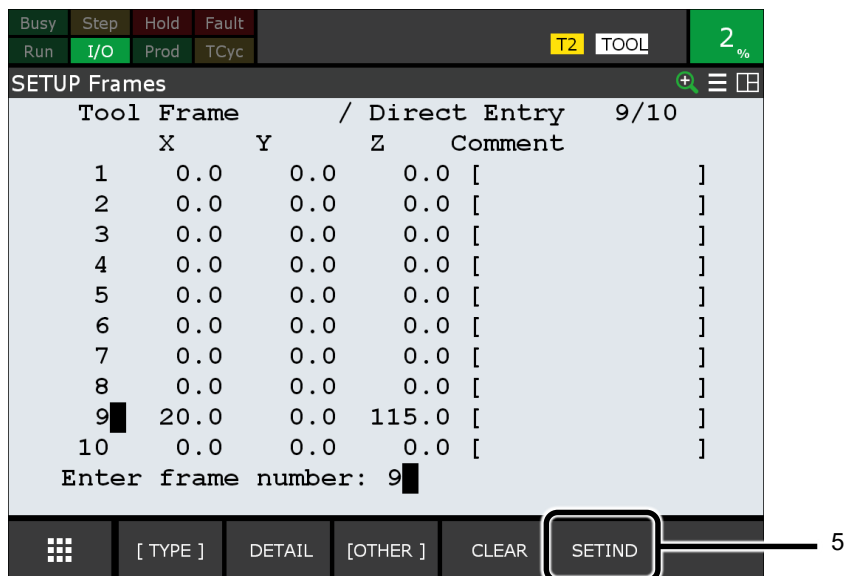 Busy Step Hold Fault
Run I/O Prod TCyc T2 TOOL 2 %
SETUP Frames
Tool Frame / Direct Entry 9/10
X Y Z Comment
1 0.0 0.0 0.0 [ ]
2 0.0 0.0 0.0 [ ]
3 0.0 0.0 0.0 [ ]
4 0.0 0.0 0.0 [ ]
5 0.0 0.0 0.0 [ ]
6 0.0 0.0 0.0 [ ]
7 0.0 0.0 0.0 [ ]
8 0.0 0.0 0.0 [ ]
9 20.0 0.0 115.0 [ ]
10 0.0 0.0 0.0 [ ]
Enter frame number: 9
[ TYPE ] DETAIL [OTHER ] CLEAR SETIND 5